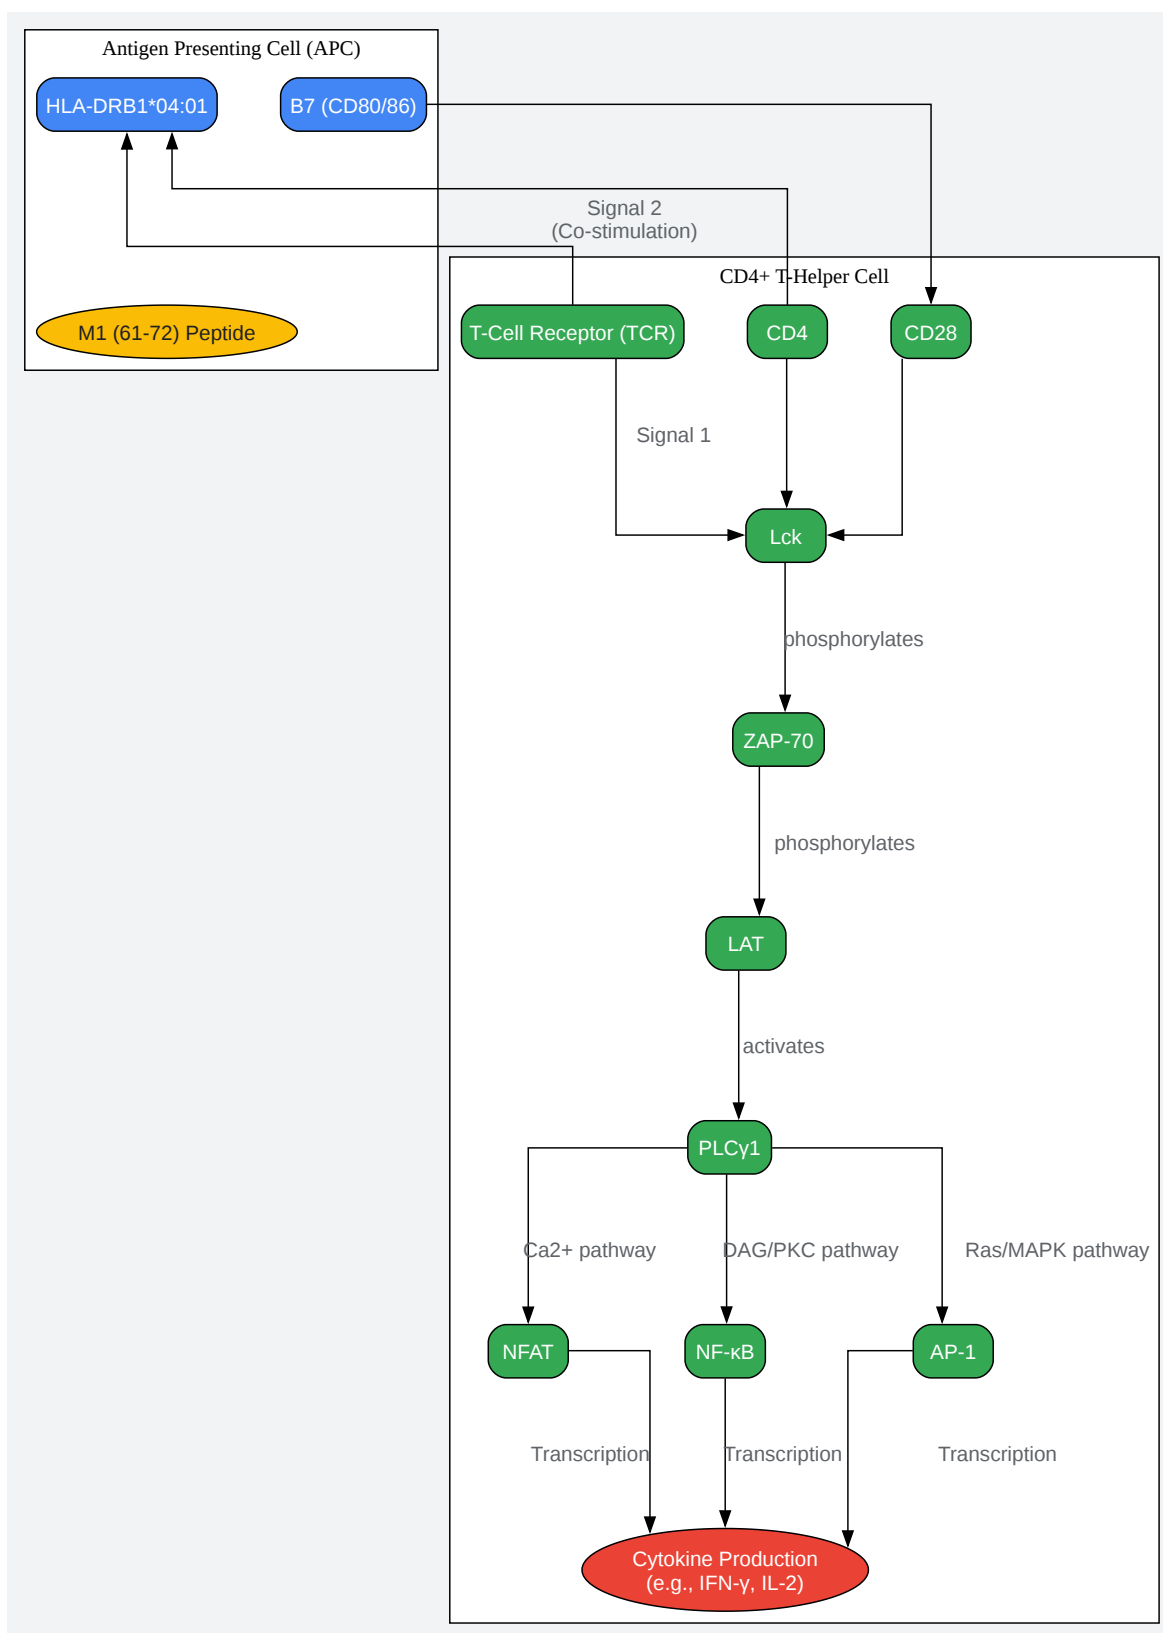 Antigen Presenting Cell (APC)
HLA-DRB1*04:01
B7 (CD80/86)
Signal 2
(Co-stimulation)
CD4+ T-Helper Cell
M1 (61-72) Peptide
T-Cell Receptor (TCR)
CD4
CD28
Signal 1
Lck
phosphorylates
ZAP-70
phosphorylates
LAT
activates
PLCγ1
Ca2+ pathway
DAG/PKC pathway
Ras/MAPK pathway
NFAT
NF-κB
AP-1
Transcription
Transcription
Transcription
Cytokine Production
(e.g., IFN-γ, IL-2)